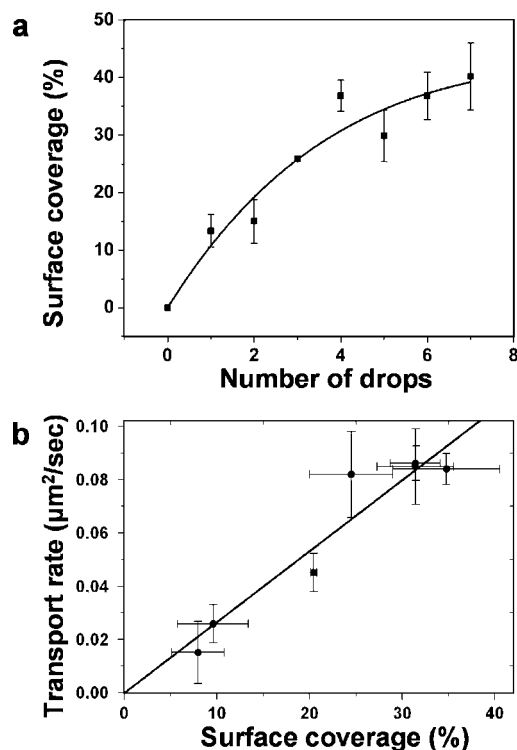 a
Surface coverage (%)
50
40
30
20
10
0
0 2 4 6 8
Number of drops
b
Transport rate (μm²/sec)
0.10
0.08
0.06
0.04
0.02
0.00
0 10 20 30 40
Surface coverage (%)